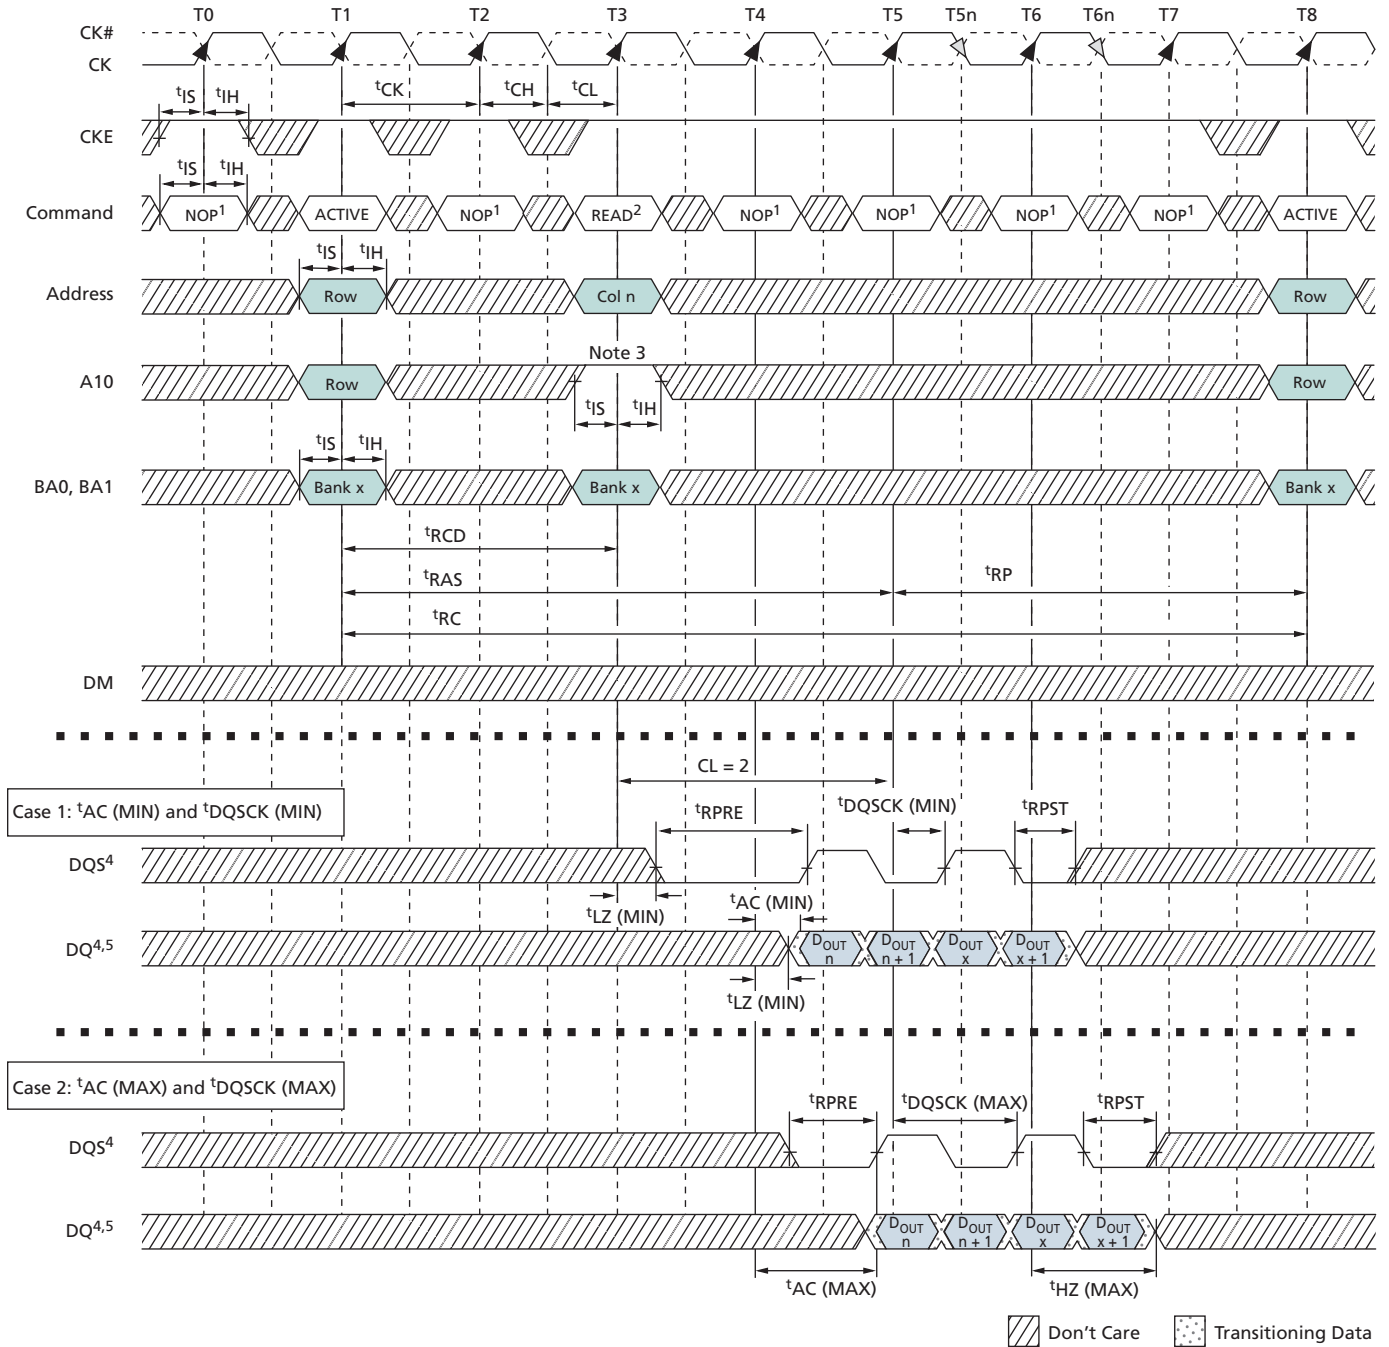 T0 T1 T2 T3 T4 T5 T5n T6 T6n T7 T8
CK#
CK
tCK tCH tCL
tIS tIH
CKE
tIS tIH
Command NOP1 ACTIVE NOP1 READ2 NOP1 NOP1 NOP1 NOP1 ACTIVE
tIS tIH
Address Row Col n Row
Note 3
A10 Row Row
tIS tIH
tIS tIH
BA0, BA1 Bank x Bank x Bank x
tRCD
tRAS tRP
tRC
DM
CL = 2
Case 1: tAC (MIN) and tDQSCK (MIN)
tRPRE tDQSCK (MIN) tRPST
DQS4
tLZ (MIN) tAC (MIN)
DQ4,5 DOUT n DOUT n + 1 DOUT x DOUT x + 1
tLZ (MIN)
Case 2: tAC (MAX) and tDQSCK (MAX)
tRPRE tDQSCK (MAX) tRPST
DQS4
DQ4,5 DOUT n DOUT n + 1 DOUT x DOUT x + 1
tAC (MAX) tHZ (MAX)
Don't Care Transitioning Data